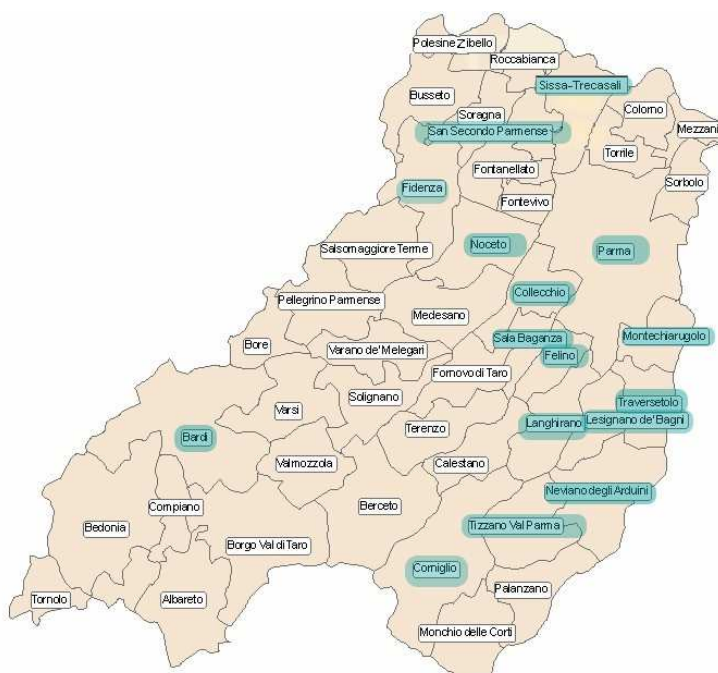 Polesine Zibello
Roccabianca
Sissa-Trecasali
Busseto
Colorno
Soragna
San Secondo Parmense
Mezzani
Torrile
Fontanellato
Sorbolo
Fidenza
Fontevivo
Noceto
Parma
Salsomaggiore Terme
Collecchio
Pellegrino Parmense
Medesano
Sala Baganza
Montechiarugolo
Bore
Varano de' Melegari
Felino
Fornovo di Taro
Solignano
Traversetolo
Varsi
Langhirano
Lesignano de' Bagni
Terenzo
Bardi
Valmozzola
Calestano
Neviano degli Arduini
Compiano
Berceto
Bedonia
Tizzano Val Parma
Borgo Val di Taro
Corniglio
Palanzano
Tornolo
Albareto
Monchio delle Corti